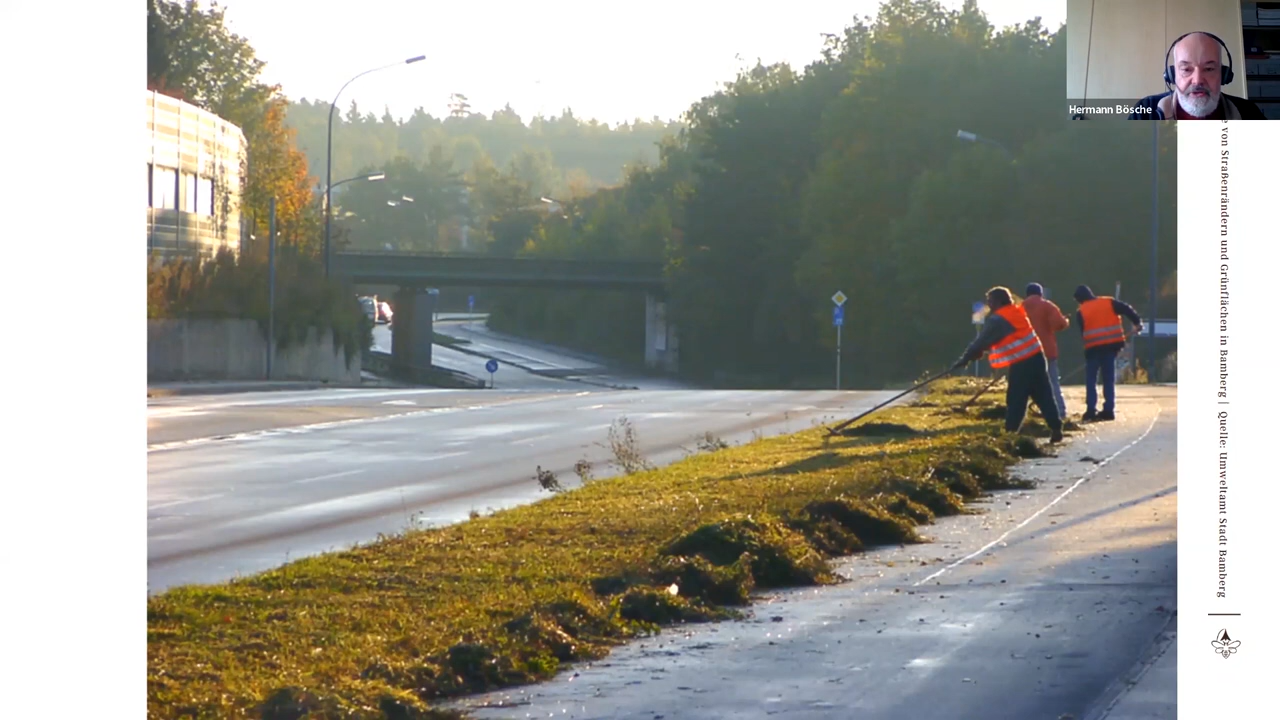 Hermann Bösche
von Straßenrändern und Grünflächen in Bamberg | Quelle: Umweltamt Stadt Bamberg